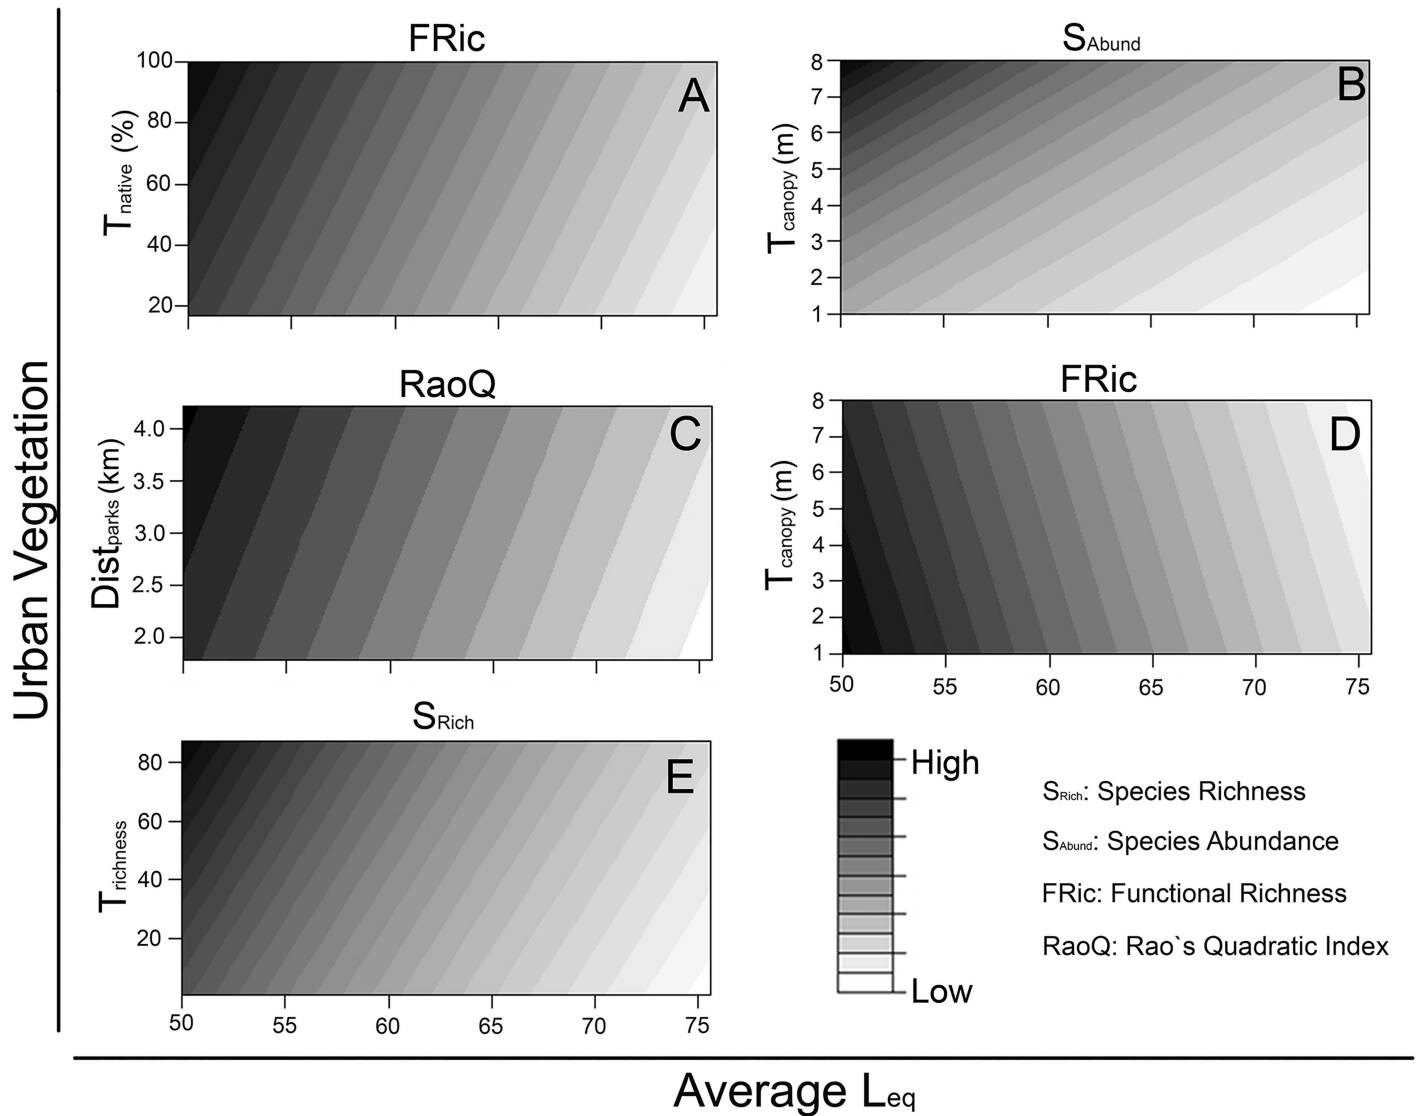 Urban Vegetation
FRic
A
Tnative (%)
100
80
60
40
20
SAbund
B
Tcanopy (m)
8
7
6
5
4
3
2
1
RaoQ
C
Distparks (km)
4.0
3.5
3.0
2.5
2.0
FRic
D
Tcanopy (m)
8
7
6
5
4
3
2
1
50 55 60 65 70 75
SRich
E
Trichness
80
60
40
20
50 55 60 65 70 75
High
Low
SRich: Species Richness
SAbund: Species Abundance
FRic: Functional Richness
RaoQ: Rao`s Quadratic Index
Average Leq